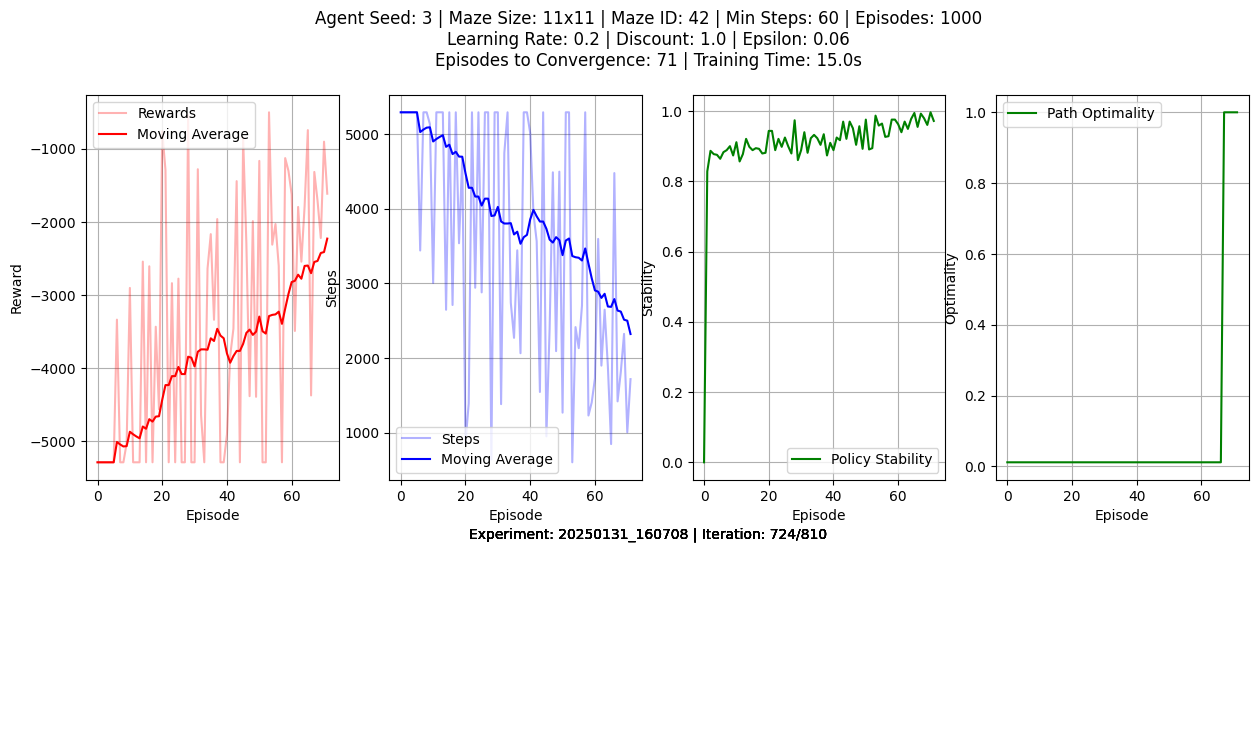 Agent Seed: 3 | Maze Size: 11x11 | Maze ID: 42 | Min Steps: 60 | Episodes: 1000
Learning Rate: 0.2 | Discount: 1.0 | Epsilon: 0.06
Episodes to Convergence: 71 | Training Time: 15.0s
Rewards
Moving Average
−1000
−2000
−3000
−4000
−5000
Reward
0
20
40
60
Episode
5000
4000
3000
2000
1000
Steps
Steps
Moving Average
0
20
40
60
Episode
1.0
0.8
0.6
0.4
0.2
0.0
Stability
Policy Stability
0
20
40
60
Episode
Path Optimality
1.0
0.8
0.6
0.4
0.2
0.0
Optimality
0
20
40
60
Episode
Experiment: 20250131_160708 | Iteration: 724/810